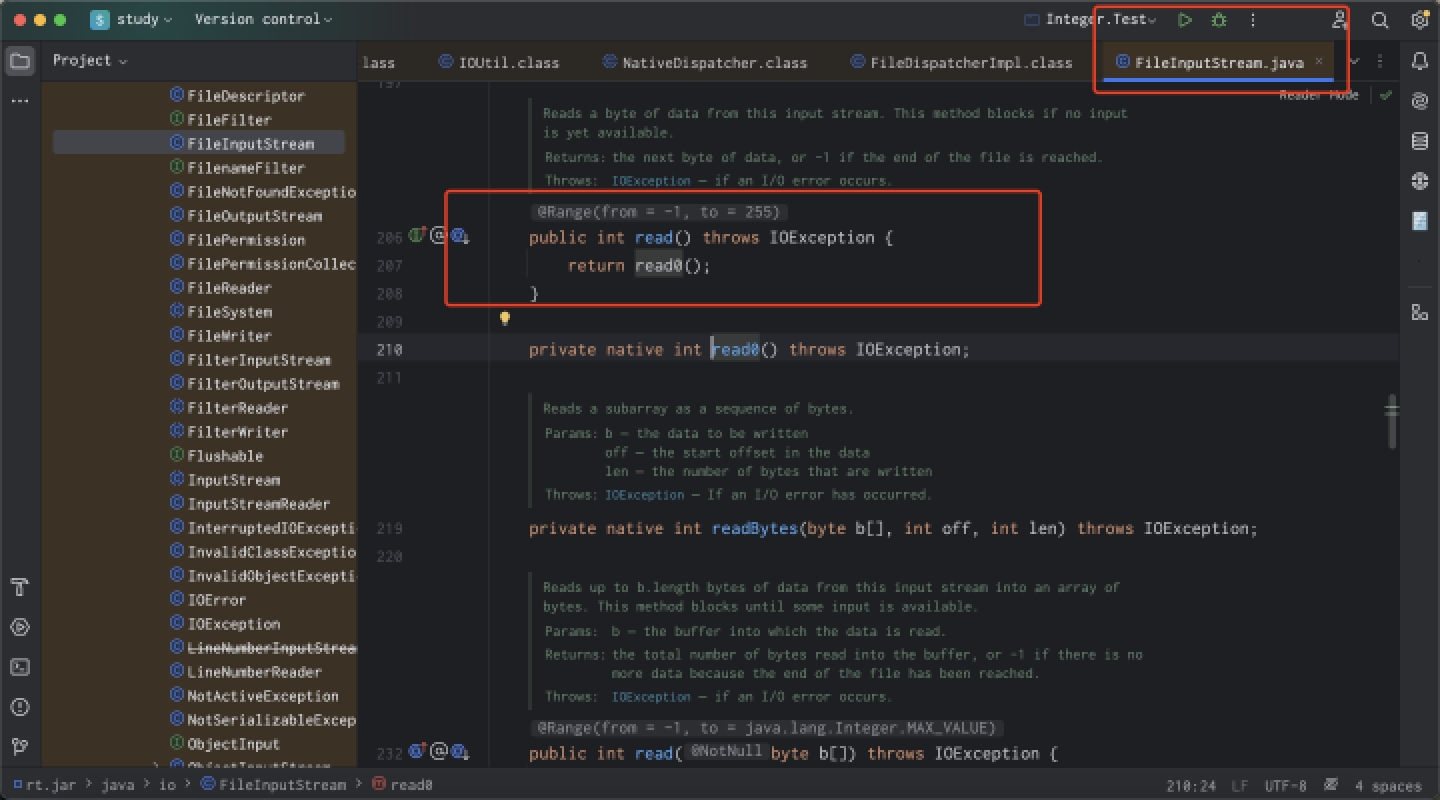 S study Version control Integer.Test
Project
lass IOUtil.class NativeDispatcher.class FileDispatcherImpl.class FileInputStream.java
Reader Mode
FileDescriptor
FileFilter
FileInputStream
FilenameFilter
FileNotFoundExceptio
FileOutputStream
FilePermission
FilePermissionCollec
FileReader
FileSystem
FileWriter
FilterInputStream
FilterOutputStream
FilterReader
FilterWriter
Flushable
InputStream
InputStreamReader
InterruptedIOExcepti
InvalidClassExceptio
InvalidObjectExcepti
IOError
IOException
LineNumberInputStrea
LineNumberReader
NotActiveException
NotSerializableExcep
ObjectInput
ObjectInputStream
197
Reads a byte of data from this input stream. This method blocks if no input
is yet available.
Returns: the next byte of data, or -1 if the end of the file is reached.
Throws: IOException – if an I/O error occurs.
@Range(from = -1, to = 255)
206 public int read() throws IOException {
207 return read0();
208 }
209
210 private native int read0() throws IOException;
211
Reads a subarray as a sequence of bytes.
Params: b – the data to be written
off – the start offset in the data
len – the number of bytes that are written
Throws: IOException – If an I/O error has occurred.
219 private native int readBytes(byte b[], int off, int len) throws IOException;
220
Reads up to b.length bytes of data from this input stream into an array of
bytes. This method blocks until some input is available.
Params: b – the buffer into which the data is read.
Returns: the total number of bytes read into the buffer, or -1 if there is no
more data because the end of the file has been reached.
Throws: IOException – if an I/O error occurs.
@Range(from = -1, to = java.lang.Integer.MAX_VALUE)
232 public int read( @NotNull byte b[]) throws IOException {
rt.jar > java > io > FileInputStream > read0 210:24 LF UTF-8 4 spaces